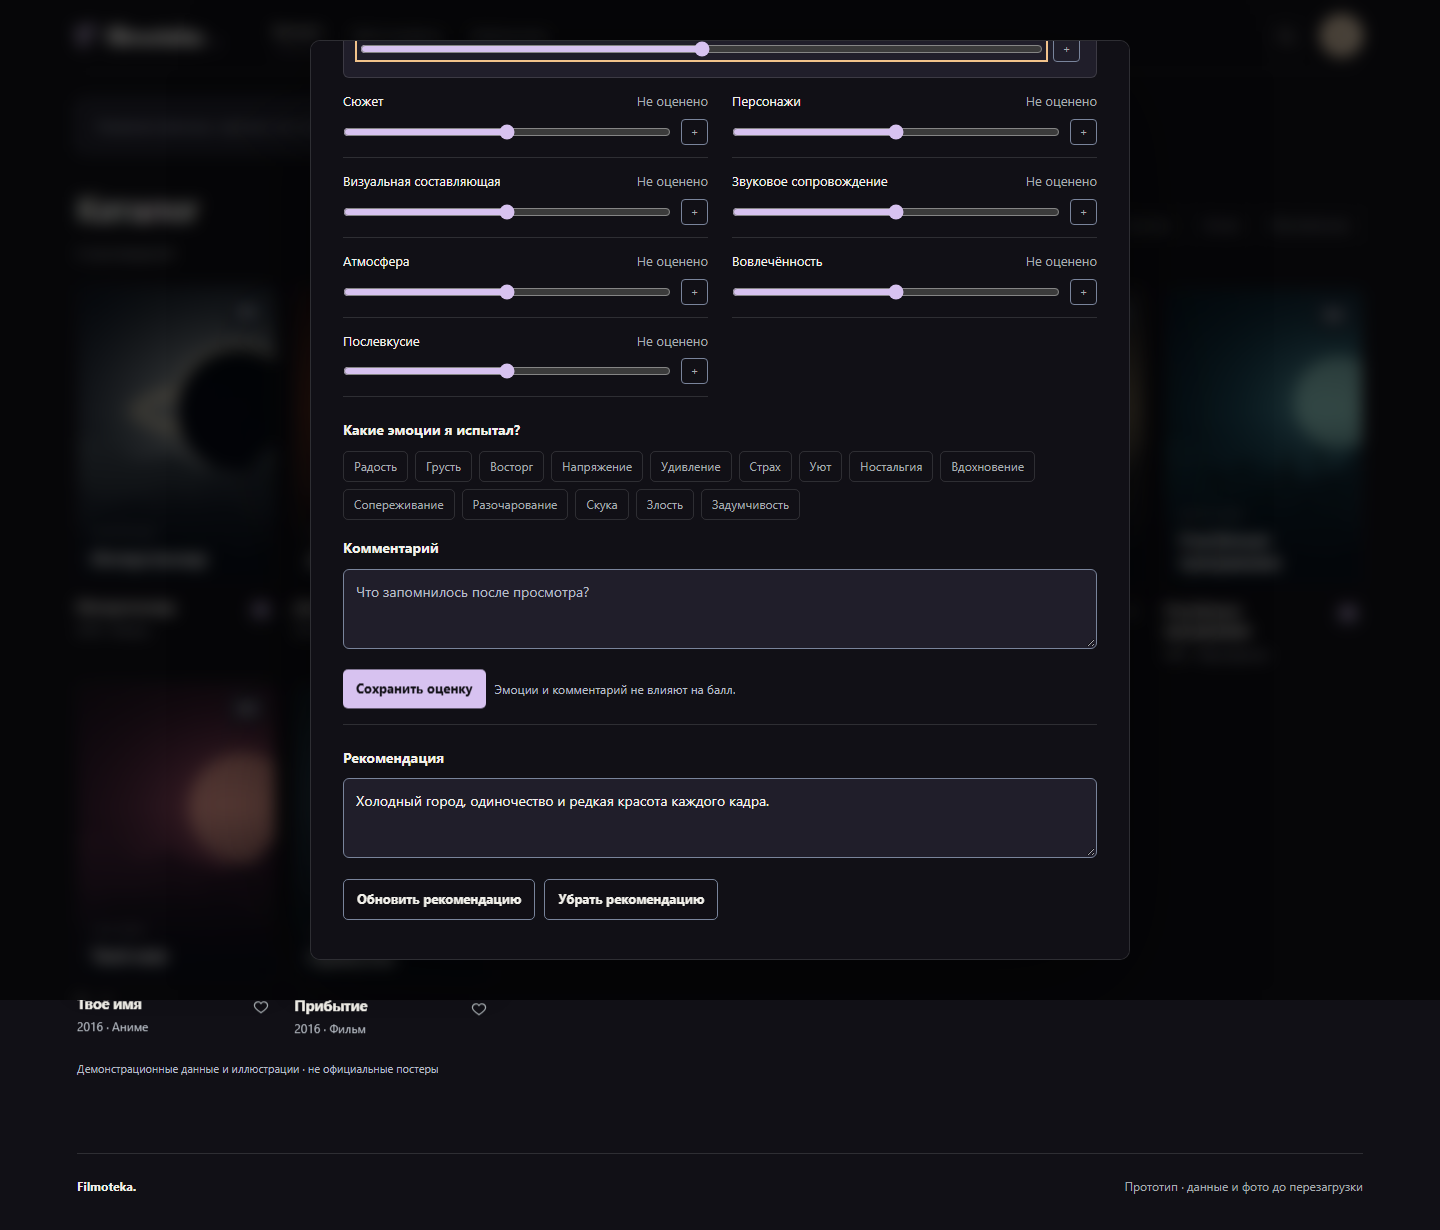 +
Сюжет Не оценено Персонажи Не оценено
+ +
Визуальная составляющая Не оценено Звуковое сопровождение Не оценено
+ +
Атмосфера Не оценено Вовлечённость Не оценено
+ +
Послевкусие Не оценено
+
Какие эмоции я испытал?
Радость Грусть Восторг Напряжение Удивление Страх Уют Ностальгия Вдохновение
Сопереживание Разочарование Скука Злость Задумчивость
Комментарий
Что запомнилось после просмотра?
Сохранить оценку Эмоции и комментарий не влияют на балл.
Рекомендация
Холодный город, одиночество и редкая красота каждого кадра.
Обновить рекомендацию Убрать рекомендацию
Твое имя Прибытие
2016 · Аниме 2016 · Фильм
Демонстрационные данные и иллюстрации · не официальные постеры
Filmoteka. Прототип · данные и фото до перезагрузки